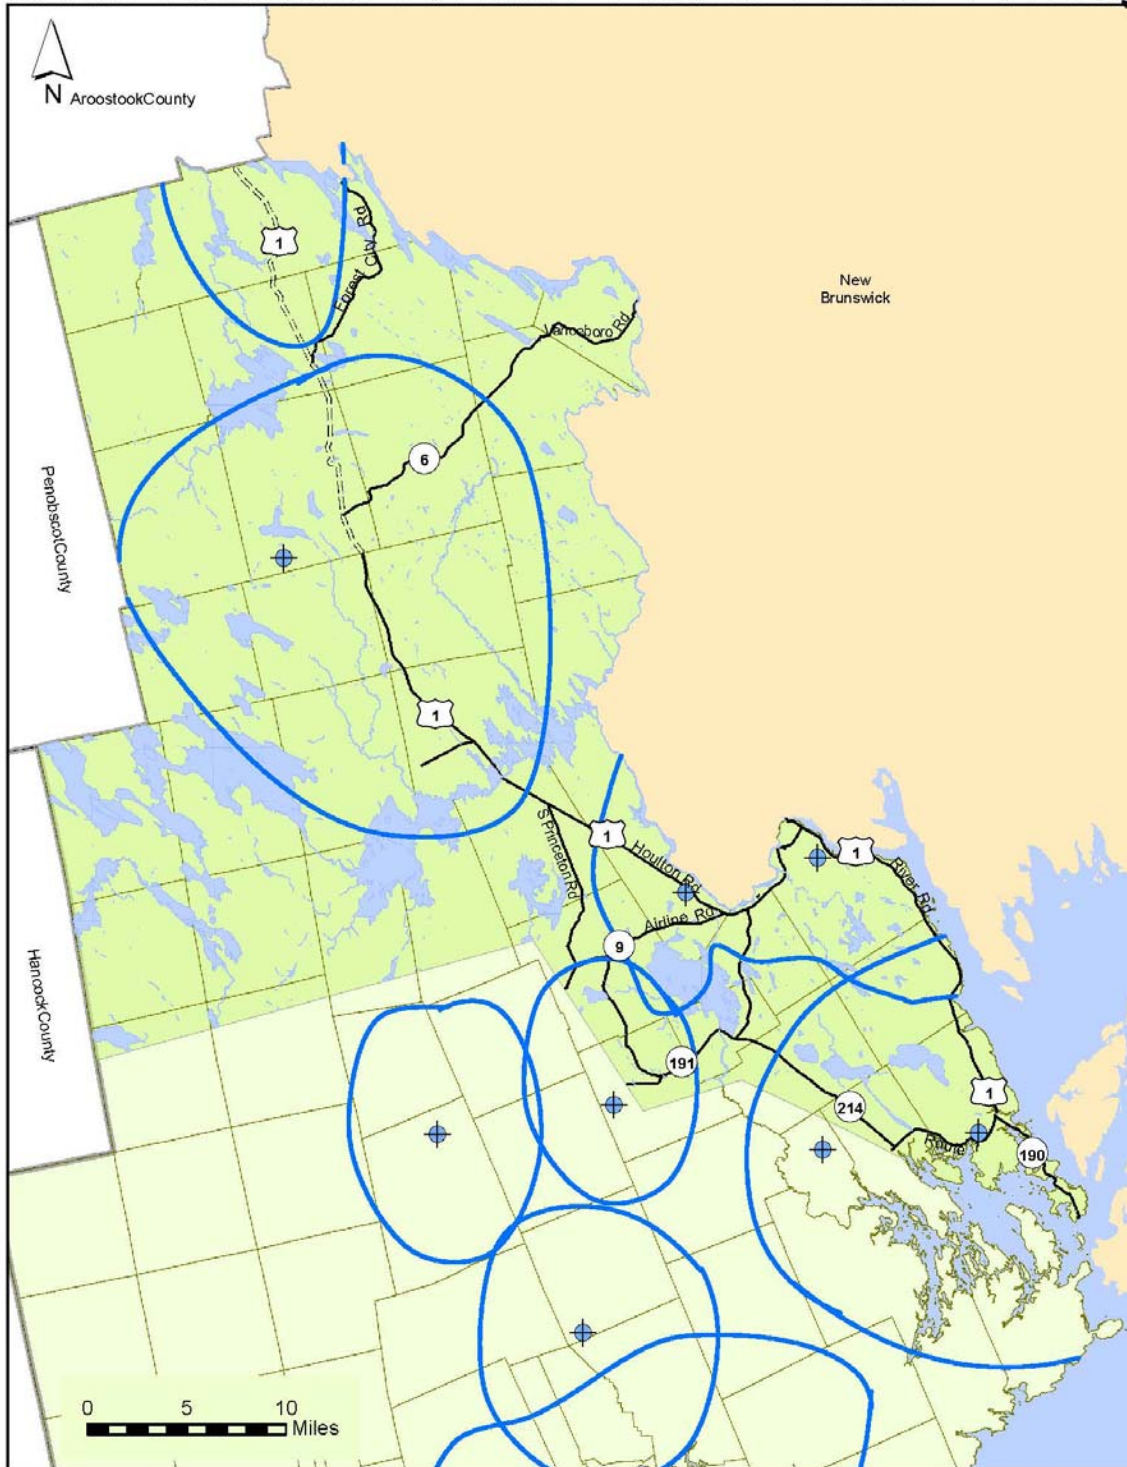 N
AroostookCounty
1
Forest City Rd
New
Brunswick
Vanceboro Rd
6
PenobscotCounty
1
S Princeton Rd
1
Houlton Rd
1
River Rd
Airline Rd
9
HancockCounty
191
214
1
Route
190
0 5 10
Miles